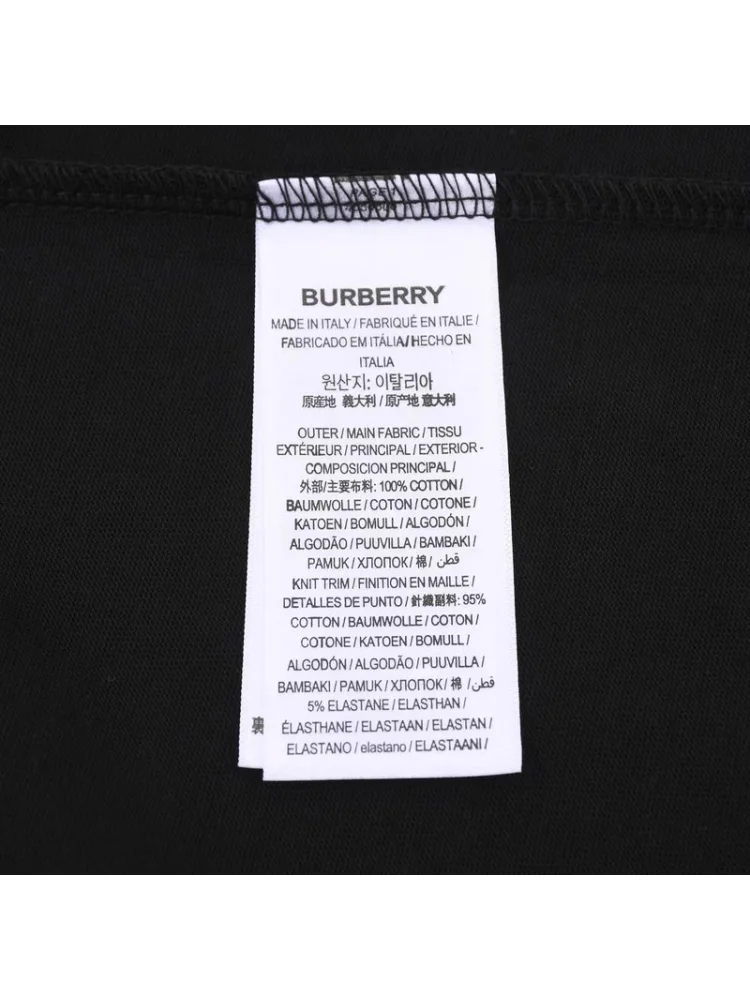 PAGE 1
BURBERRY
MADE IN ITALY / FABRIQUÉ EN ITALIE /
FABRICADO EM ITÁLIA/HECHO EN
ITALIA
원산지: 이탈리아
原産地 義大利 / 原产地 意大利
OUTER / MAIN FABRIC / TISSU
EXTÉRIEUR / PRINCIPAL / EXTERIOR -
COMPOSICION PRINCIPAL /
外部/主要布料: 100% COTTON /
BAUMWOLLE / COTON / COTONE /
KATOEN / BOMULL / ALGODÓN /
ALGODÃO / PUUVILLA / BAMBAKI /
PAMUK / ХЛОПОК/ 棉 / قطن
KNIT TRIM / FINITION EN MAILLE /
DETALLES DE PUNTO / 針織副料: 95%
COTTON / BAUMWOLLE / COTON /
COTONE / KATOEN / BOMULL /
ALGODÓN / ALGODÃO / PUUVILLA /
BAMBAKI / PAMUK / ХЛОПОК/ 棉 / قطن/
5% ELASTANE / ELASTHAN /
ÉLASTHANE / ELASTAAN / ELASTAN /
ELASTANO / elastano / ELASTAANI /
裏